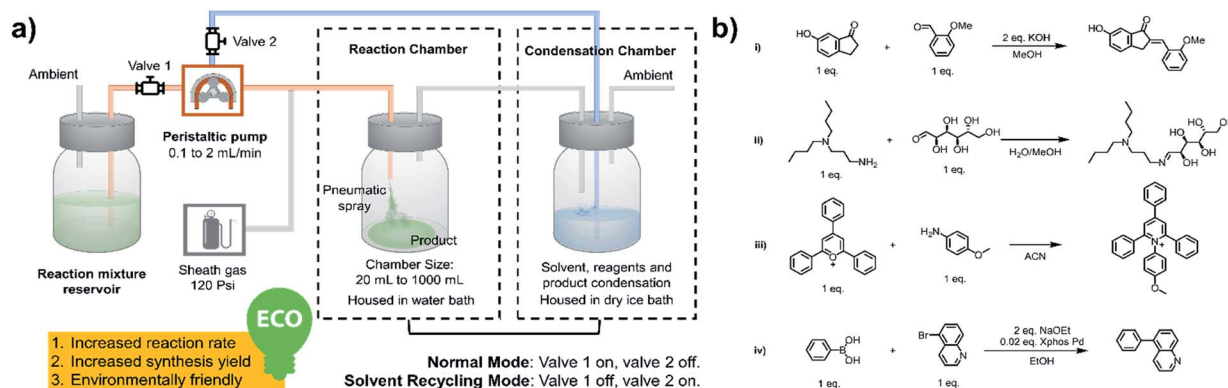 a)
Valve 2
Ambient
Valve 1
Peristaltic pump
0.1 to 2 mL/min
Reaction mixture
reservoir
Sheath gas
120 Psi
Reaction Chamber
Pneumatic
spray
Product
Chamber Size:
20 mL to 1000 mL
Housed in water bath
Condensation Chamber
Ambient
Solvent, reagents and
product condensation
Housed in dry ice bath
ECO
1. Increased reaction rate
2. Increased synthesis yield
3. Environmentally friendly
Normal Mode: Valve 1 on, valve 2 off.
Solvent Recycling Mode: Valve 1 off, valve 2 on.
b)
i)
HO
O
1 eq.
+
O
OMe
1 eq.
2 eq. KOH
MeOH
HO
O
OMe
ii)
N
NH2
1 eq.
+
O
OH
OH
OH
OH
OH
1 eq.
H2O/MeOH
N
N
OH
OH
OH
OH
O
iii)
O
+
1 eq.
+
H2N
O
1 eq.
ACN
N
+
O
iv)
OH
B
OH
1 eq.
+
Br
N
1 eq.
2 eq. NaOEt
0.02 eq. Xphos Pd
EtOH
N